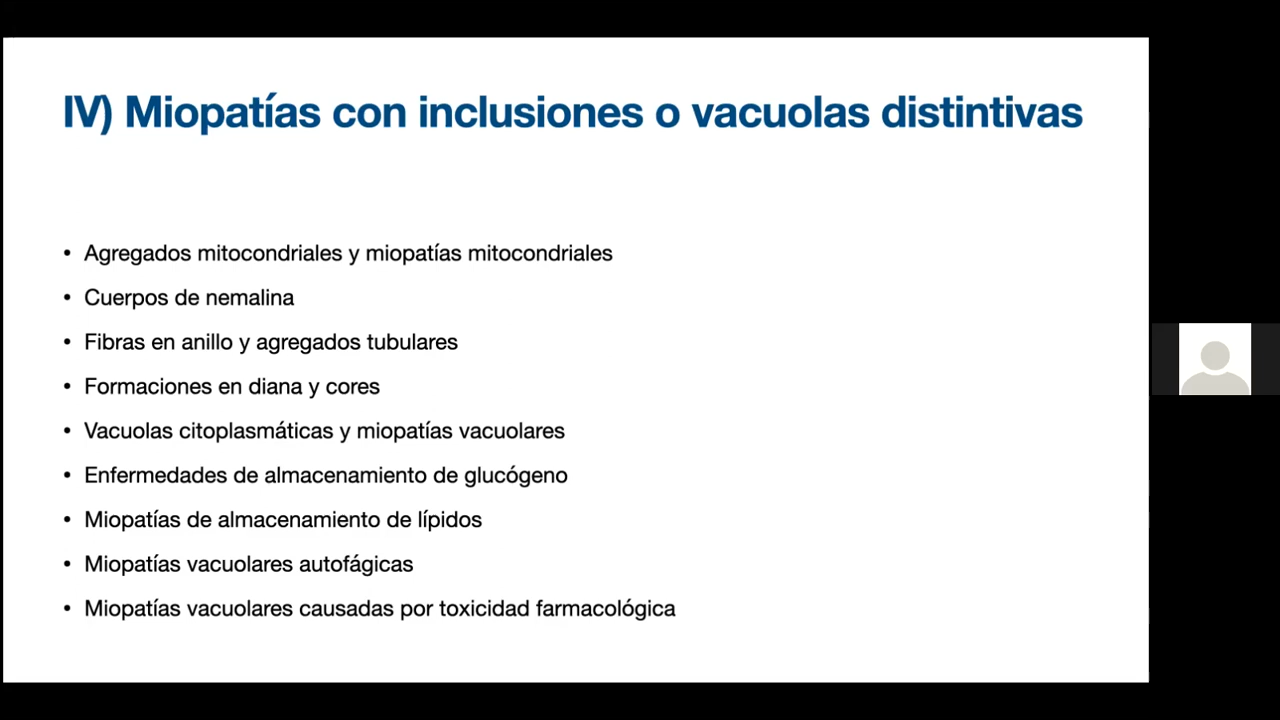 IV) Miopatías con inclusiones o vacuolas distintivas
• Agregados mitocondriales y miopatías mitocondriales
• Cuerpos de nemalina
• Fibras en anillo y agregados tubulares
• Formaciones en diana y cores
• Vacuolas citoplasmáticas y miopatías vacuolares
• Enfermedades de almacenamiento de glucógeno
• Miopatías de almacenamiento de lípidos
• Miopatías vacuolares autofágicas
• Miopatías vacuolares causadas por toxicidad farmacológica